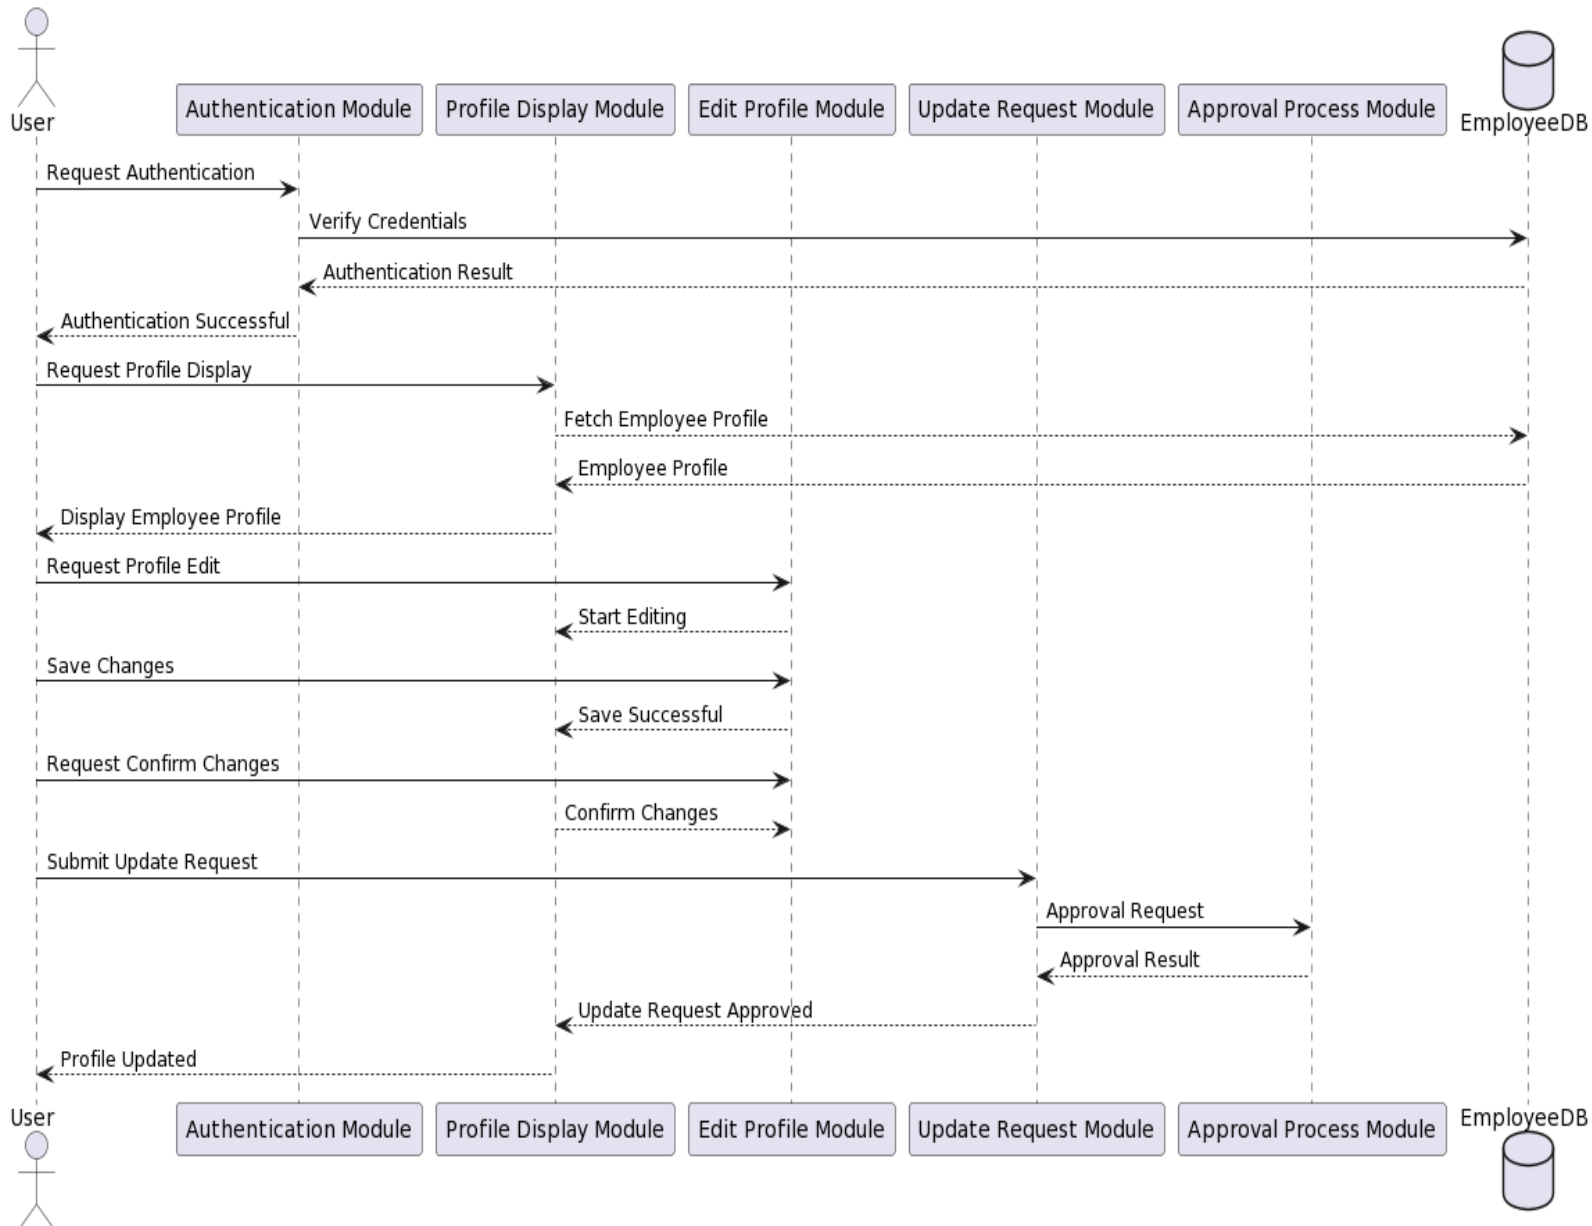 User
Authentication Module
Profile Display Module
Edit Profile Module
Update Request Module
Approval Process Module
EmployeeDB
Request Authentication
Verify Credentials
Authentication Result
Authentication Successful
Request Profile Display
Fetch Employee Profile
Employee Profile
Display Employee Profile
Request Profile Edit
Start Editing
Save Changes
Save Successful
Request Confirm Changes
Confirm Changes
Submit Update Request
Approval Request
Approval Result
Update Request Approved
Profile Updated
User
Authentication Module
Profile Display Module
Edit Profile Module
Update Request Module
Approval Process Module
EmployeeDB